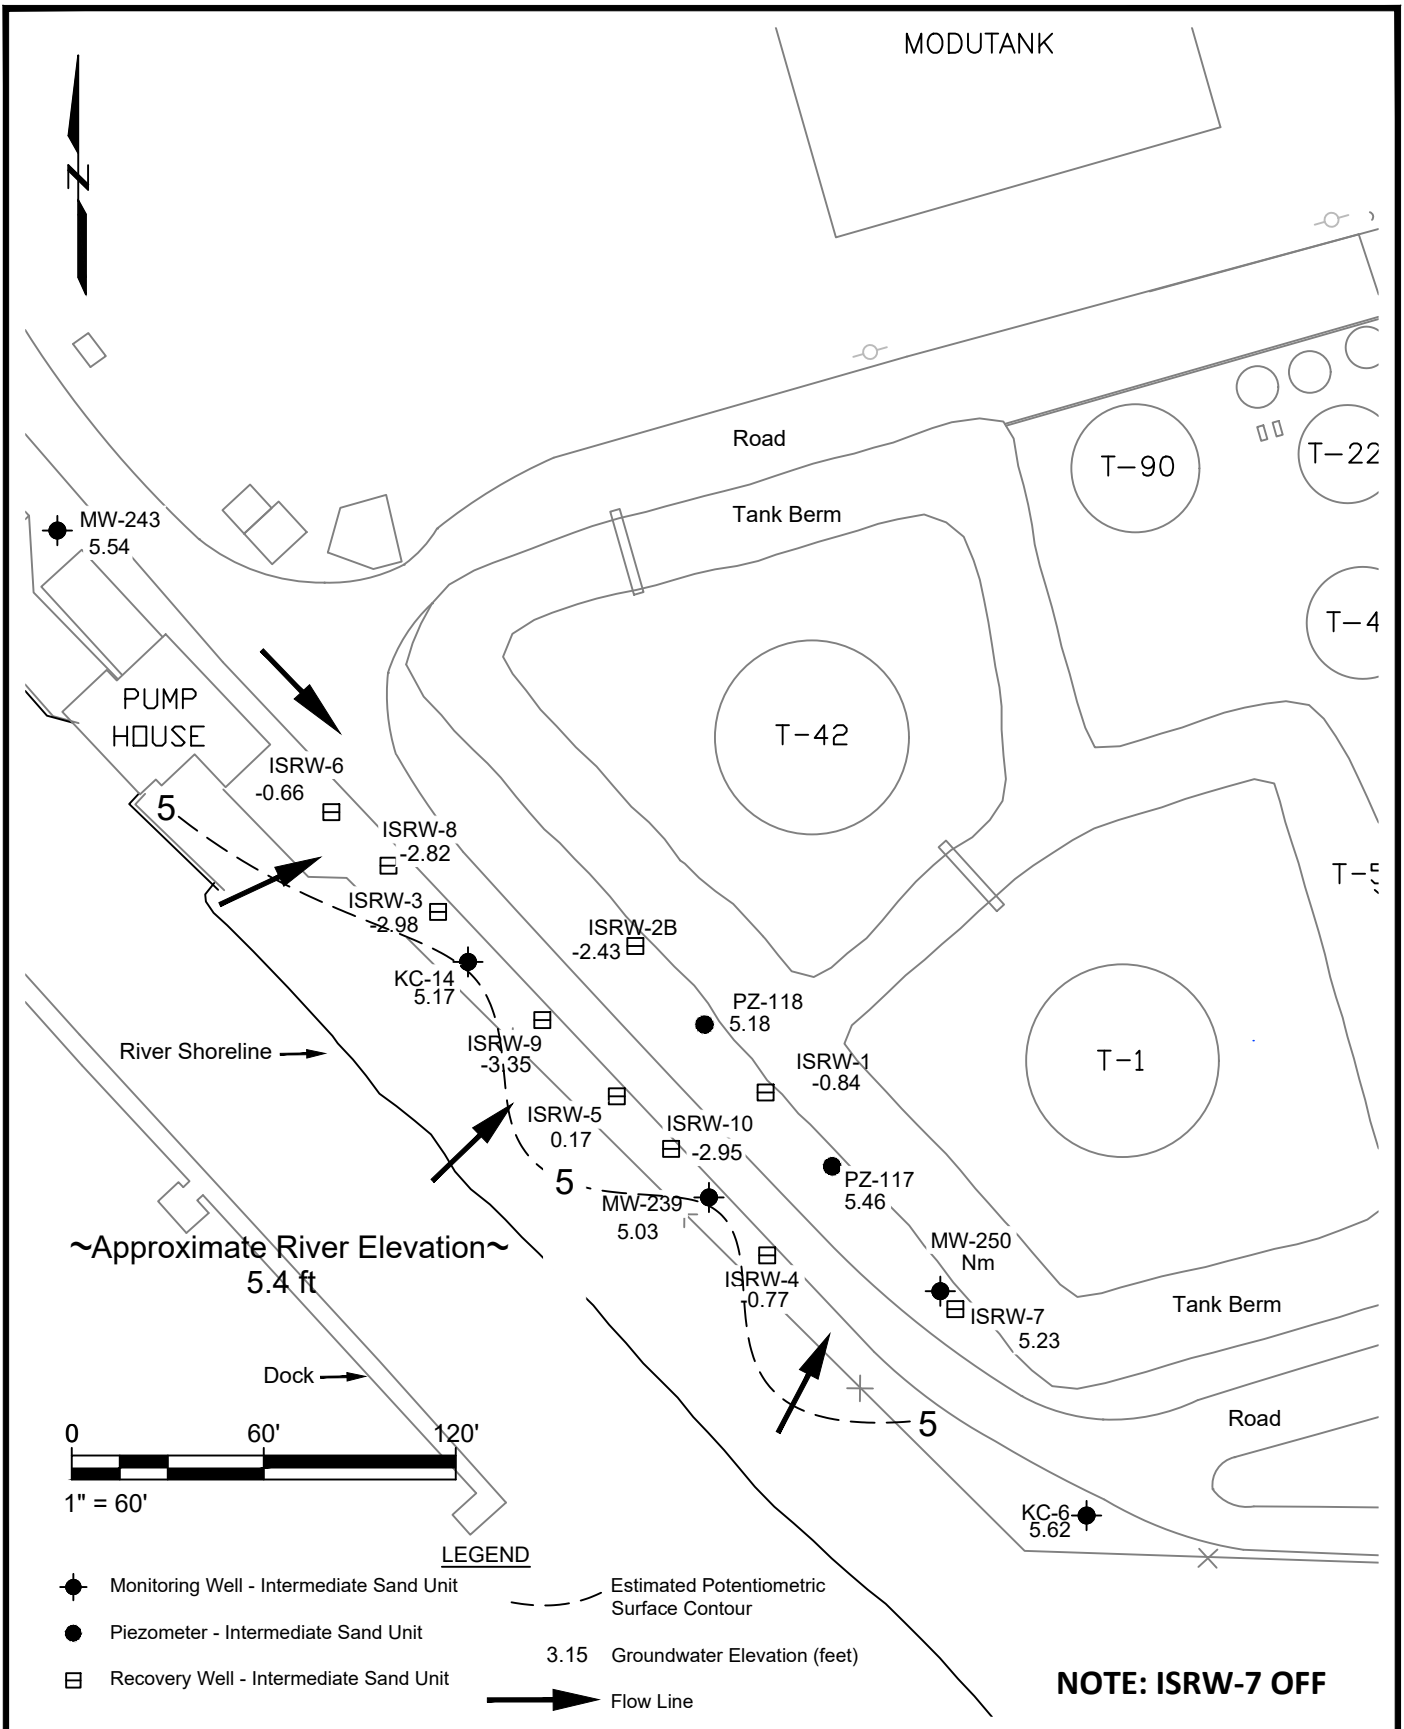 MODUTANK
N
Road
T-90
T-22
Tank Berm
MW-243
5.54
T-4
PUMP
HOUSE
T-42
ISRW-6
-0.66
5
ISRW-8
-2.82
T-5
ISRW-3
-2.98
ISRW-2B
-2.43
KC-14
5.17
PZ-118
5.18
ISRW-9
-3.35
River Shoreline
ISRW-1
-0.84
T-1
ISRW-5
0.17
ISRW-10
-2.95
5
PZ-117
5.46
MW-239
5.03
~Approximate River Elevation~
5.4 ft
MW-250
Nm
ISRW-4
-0.77
ISRW-7
5.23
Tank Berm
Dock
5
Road
0 60' 120'
1" = 60'
KC-6
5.62
LEGEND
Monitoring Well - Intermediate Sand Unit
Piezometer - Intermediate Sand Unit
Recovery Well - Intermediate Sand Unit
Estimated Potentiometric
Surface Contour
3.15 Groundwater Elevation (feet)
Flow Line
NOTE: ISRW-7 OFF